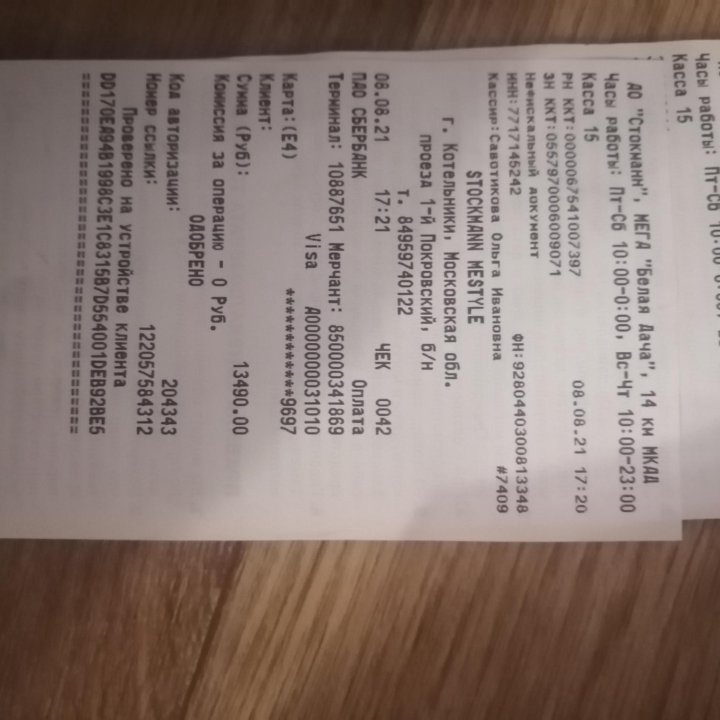 Часы работы: Пт-Сб 10:00-0:00,
Касса 15
АО "Стокманн", МЕГА "Белая Дача", 14 км МКАД
Часы работы: Пт-Сб 10:00-0:00, Вс-Чт 10:00-23:00
Касса 15 08.08.21 17:20
РН ККТ:0000067541007397
ЗН ККТ:0557970006009071
Нефискальный документ
ИНН:7717145242 ФН:9280440300813348
Кассир:Савотикова Ольга Ивановна #7409
STOCKMANN MESTYLE
г. Котельники, Московская обл.
проезд 1-й Покровский, б/н
т. 84959740122
08.08.21 17:21 ЧЕК 0042
ПАО СБЕРБАНК Оплата
Терминал: 10887651 Мерчант: 850000341869
Visa A0000000031010
Карта:(E4) ************9697
Клиент:
Сумма (Руб): 13490.00
Комиссия за операцию - 0 Руб.
ОДОБРЕНО
Код авторизации: 204343
Номер ссылки: 122057584312
Проверено на устройстве клиента
DD170EA94B1998C3E1C8315B7D554001DEB92BE5
========================================